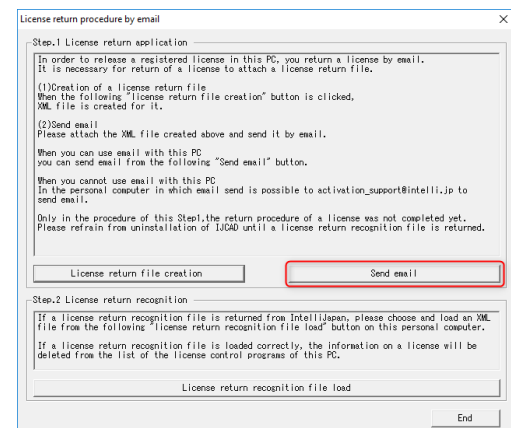 License return procedure by email
Step.1 License return application
In order to release a registered license in this PC, you return a license by email.
It is necessary for return of a license to attach a license return file.
(1)Creation of a license return file
When the following "license return file creation" button is clicked,
XML file is created for it.
(2)Send email
Please attach the XML file created above and send it by email.
When you can use email with this PC
you can send email from the following "Send email" button.
When you cannot use email with this PC
In the personal computer in which email send is possible to activation_support@intelli.jp to
send email.
Only in the procedure of this Step1,the return procedure of a license was not completed yet.
Please refrain from uninstallation of IJCAD until a license return recognition file is returned.
License return file creation
Send email
Step.2 License return recognition
If a license return recognition file is returned from IntelliJapan, please choose and load an XML
file from the following "license return recognition file load" button on this personal computer.
If a license return recognition file is loaded correctly, the information on a license will be
deleted from the list of the license control programs of this PC.
License return recognition file load
End